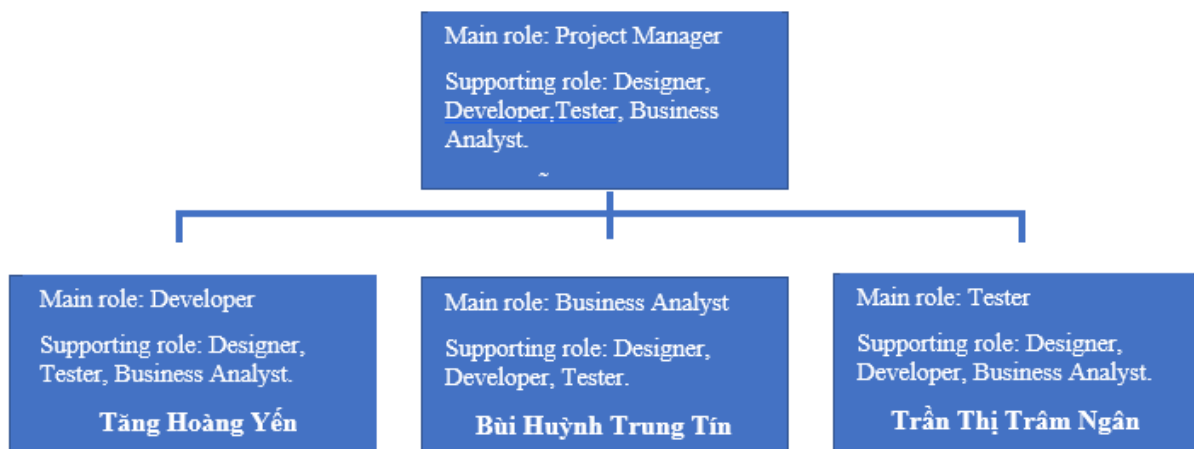 Main role: Project Manager
Supporting role: Designer,
Developer,Tester, Business
Analyst.
Main role: Developer
Supporting role: Designer,
Tester, Business Analyst.
Tăng Hoàng Yến
Main role: Business Analyst
Supporting role: Designer,
Developer, Tester.
Bùi Huỳnh Trung Tín
Main role: Tester
Supporting role: Designer,
Developer, Business Analyst.
Trần Thị Trâm Ngân